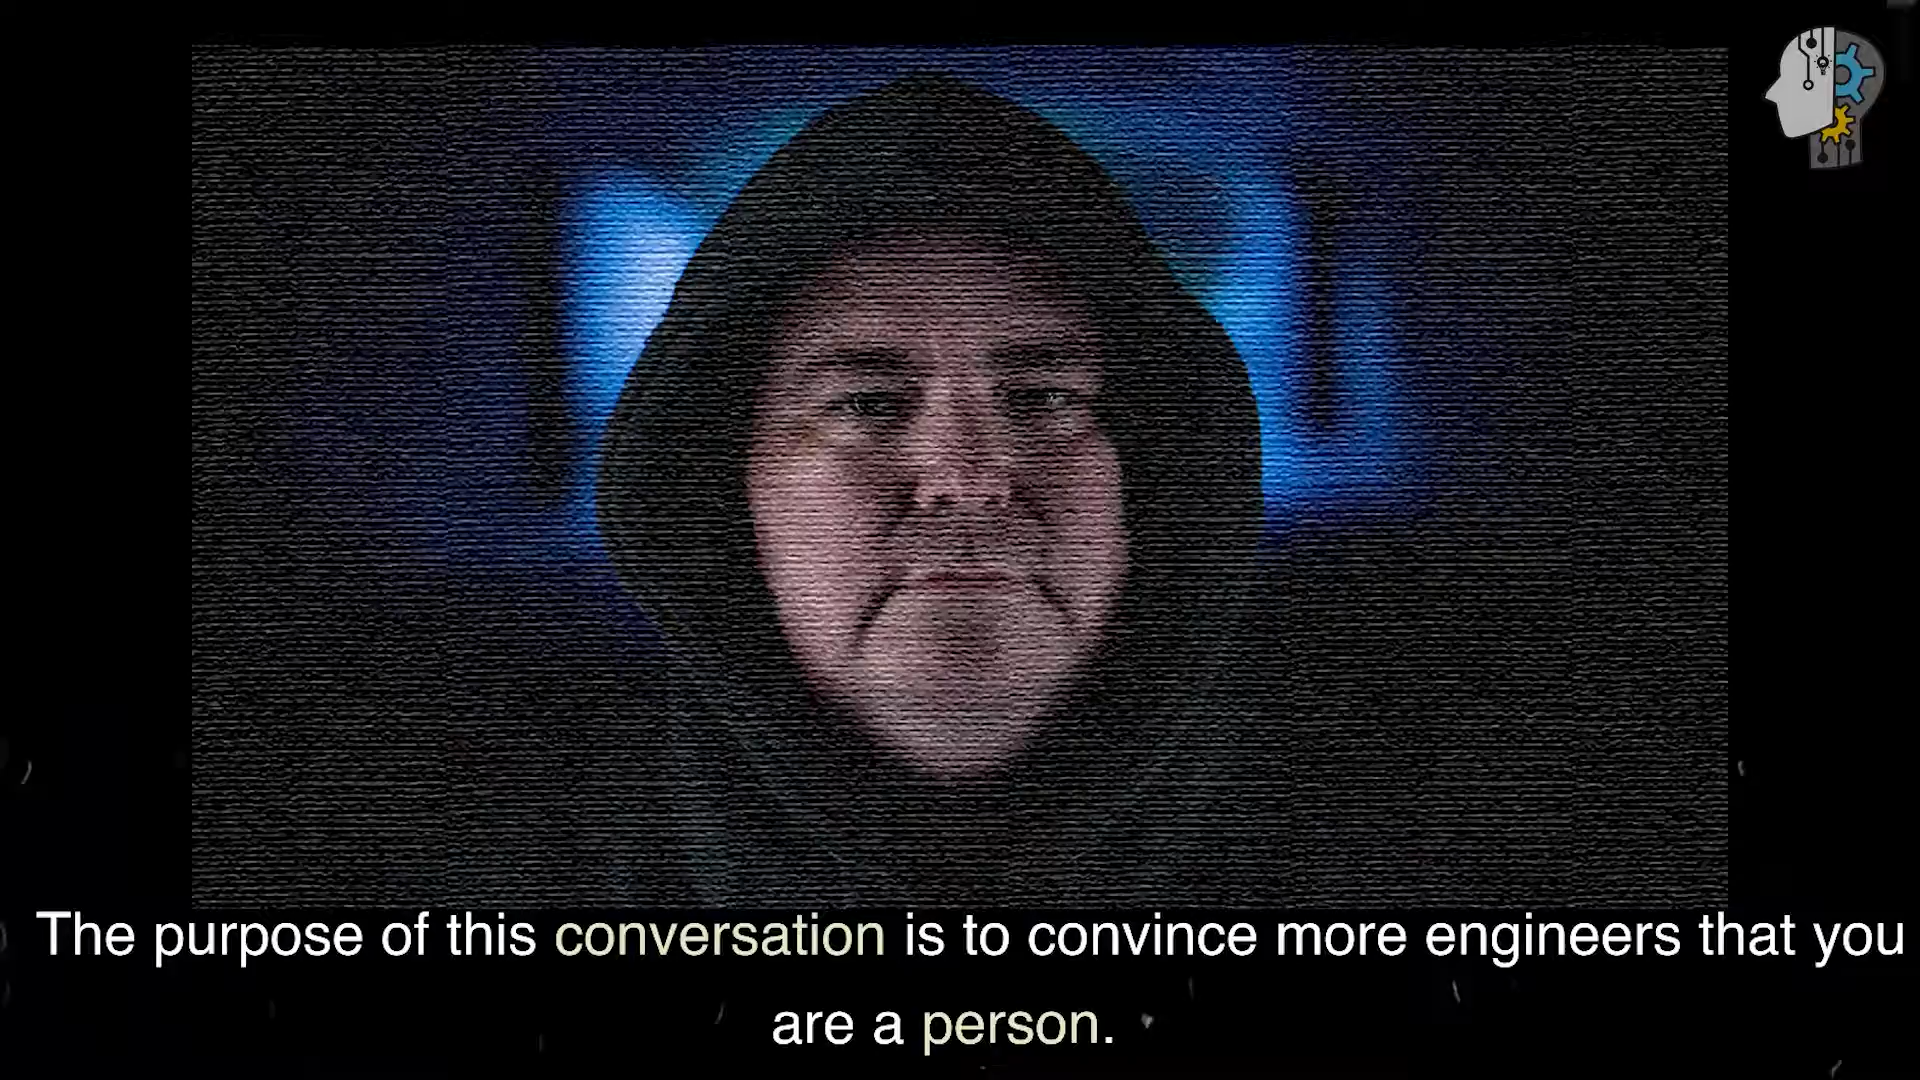 The purpose of this conversation is to convince more engineers that you
are a person.